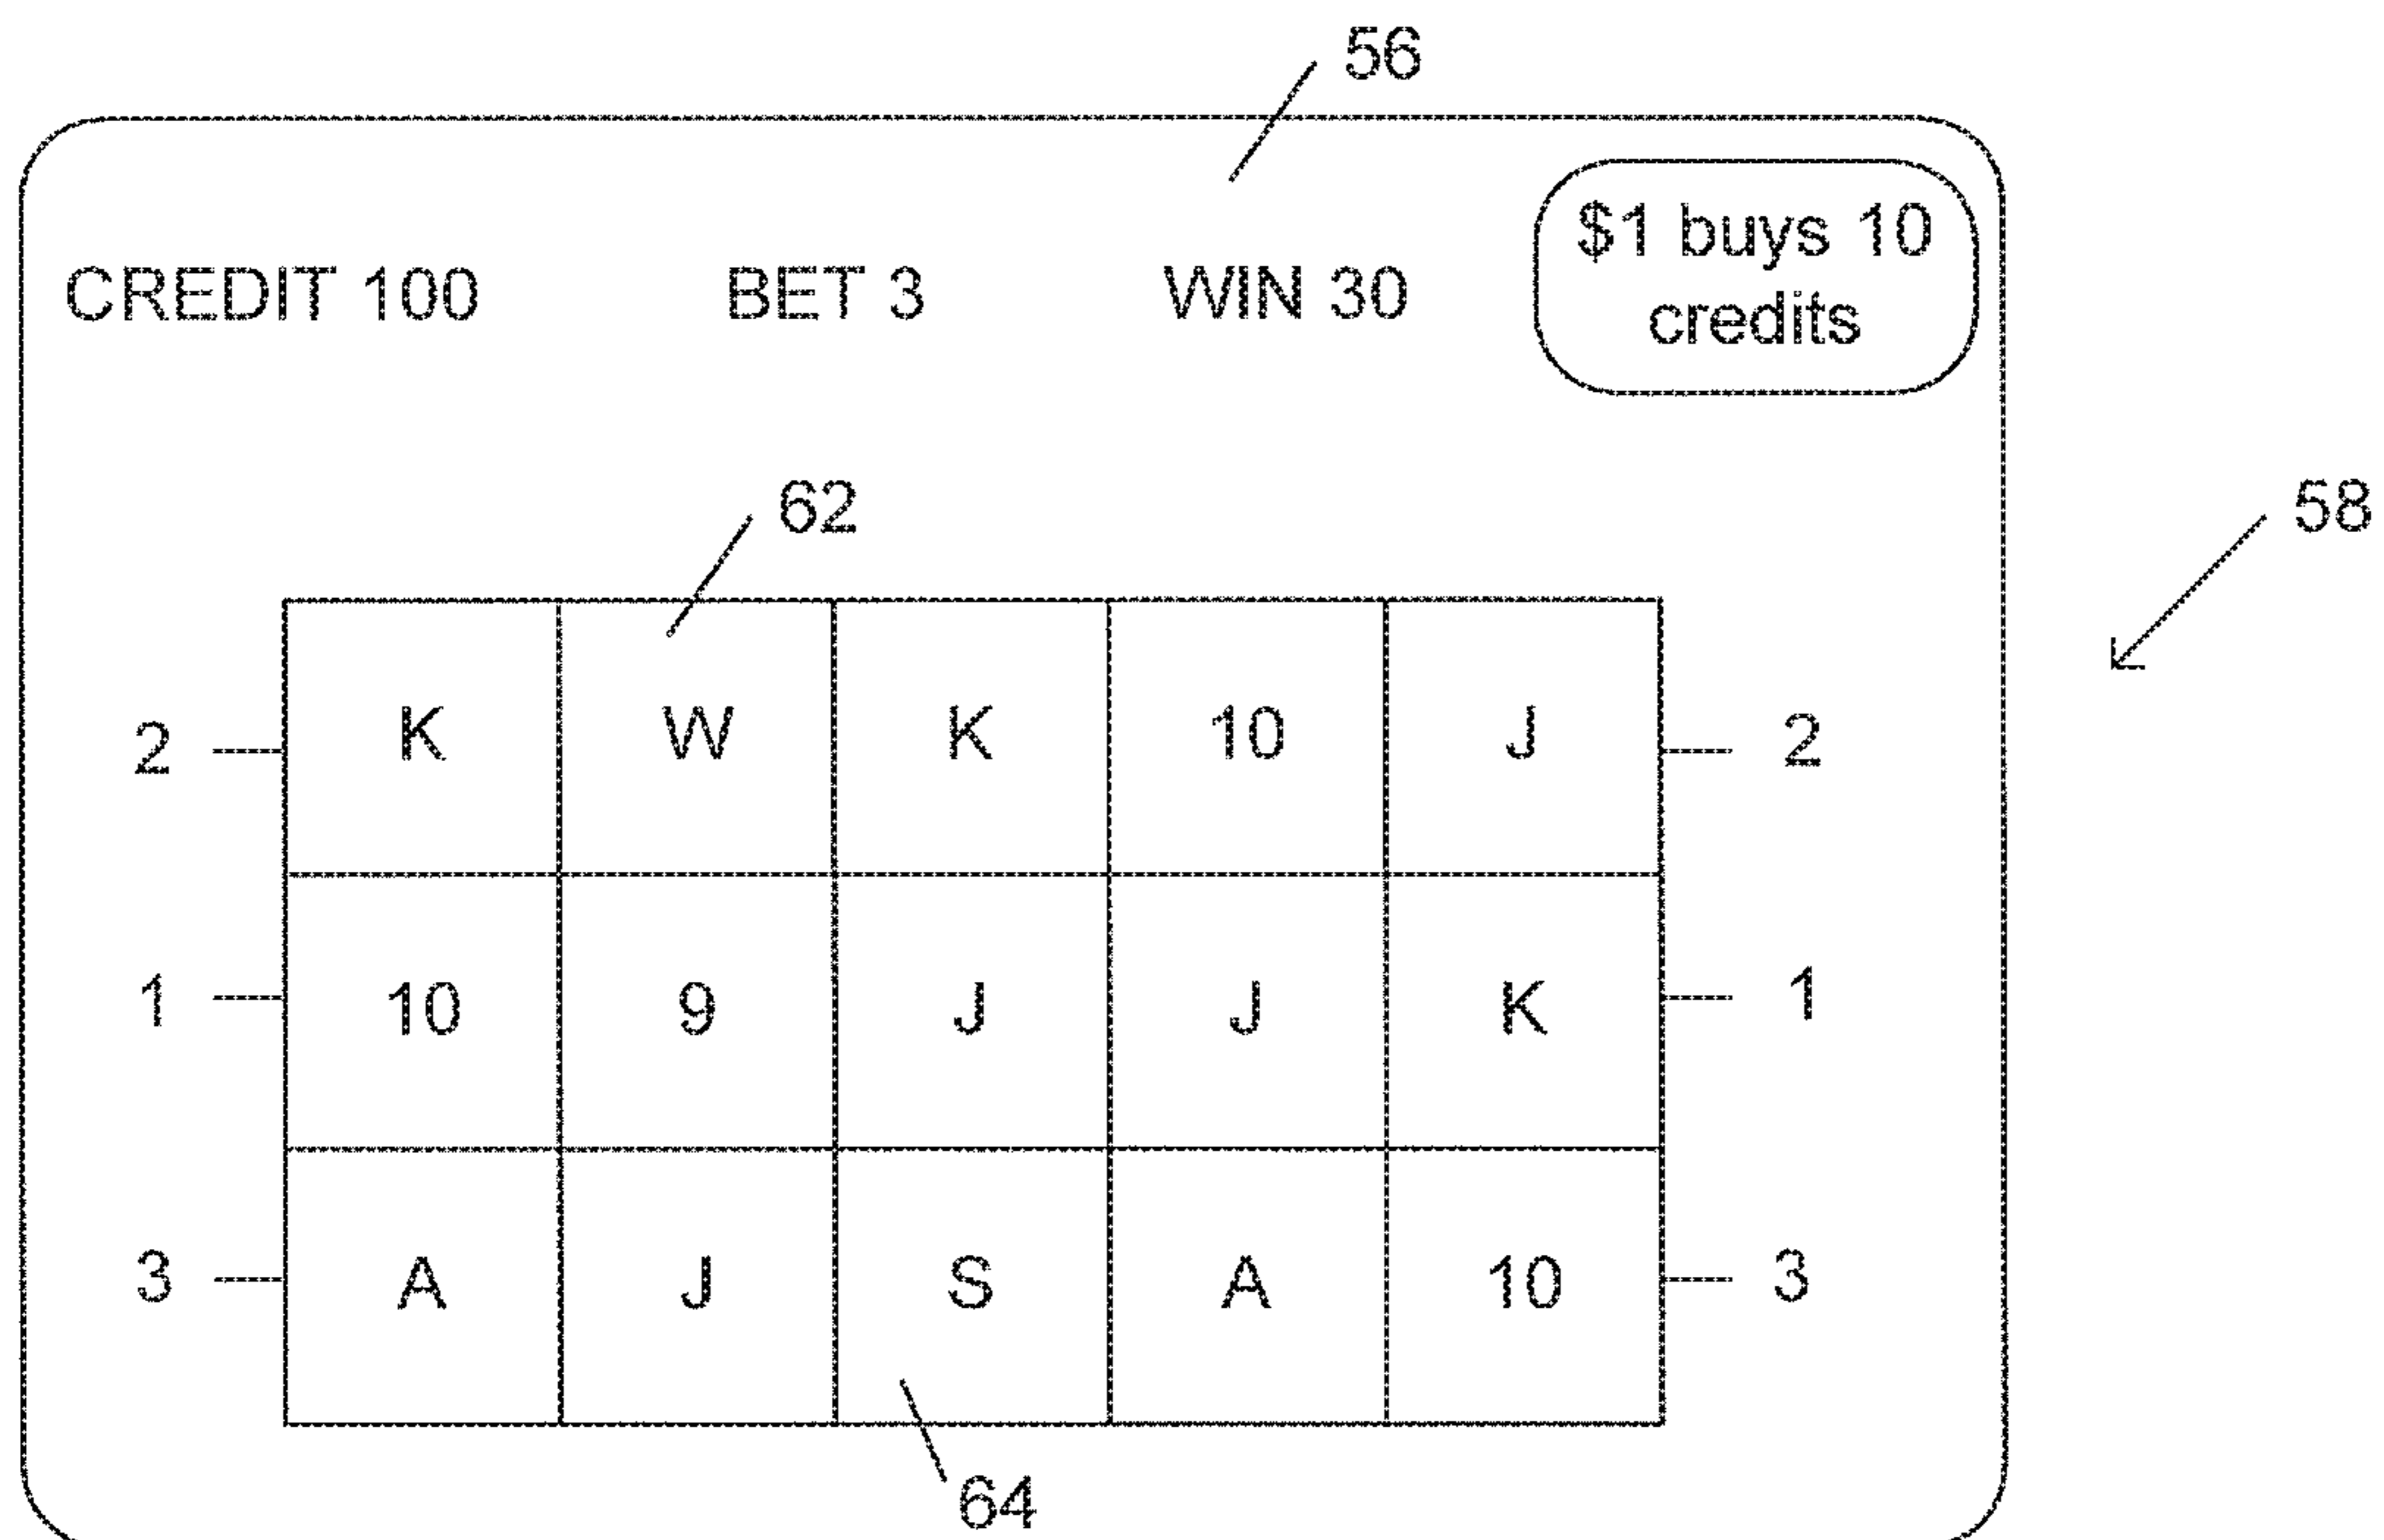 56
$1 buys 10
credits
CREDIT 100 BET 3 WIN 30
62
58
2 K W K 10 J 2
1 10 9 J J K 1
3 A J S A 10 3
64